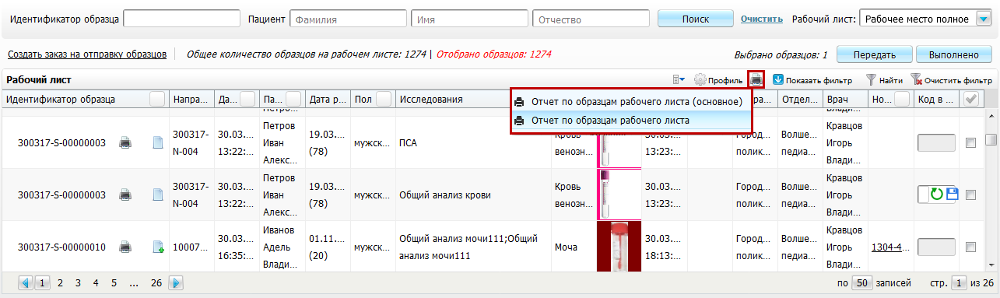 Идентификатор образца Пациент Фамилия Имя Отчество Поиск Очистить Рабочий лист: Рабочее место полное
Создать заказ на отправку образцов Общее количество образцов на рабочем листе: 1274 | Отобрано образцов: 1274 Выбрано образцов: 1 Передать Выполнено
Рабочий лист Профиль Показать фильтр Найти Очистить фильтр
Идентификатор образца Направ... Да... Па... Дата р... Пол Исследования Отдел... Врач Но... Код в ...
Отчет по образцам рабочего листа (основное)
Отчет по образцам рабочего листа
300317-S-00000003 300317-N-004 30.03.... 13:22:... Петров Иван Алекс... 19.03.... (78) мужск... ПСА Кровь венозн... 30.03.... 13:23:... Город... полик... Волше... педиа... Кравцов Игорь Влади...
300317-S-00000003 300317-N-004 30.03.... 13:22:... Петров Иван Алекс... 19.03.... (78) мужск... Общий анализ крови Кровь венозн... 30.03.... 13:23:... Город... полик... Волше... педиа... Кравцов Игорь Влади...
300317-S-00000010 10007... 30.03.... 16:35:... Иванов Адель Влади... 01.11.... (20) мужск... Общий анализ мочи111;Общий анализ мочи111 Моча 30.03.... 18:13:... Город... полик... Волше... педиа... Кравцов Игорь Влади... 1304-4...
1 2 3 4 5 ... 26 по 50 записей стр. 1 из 26